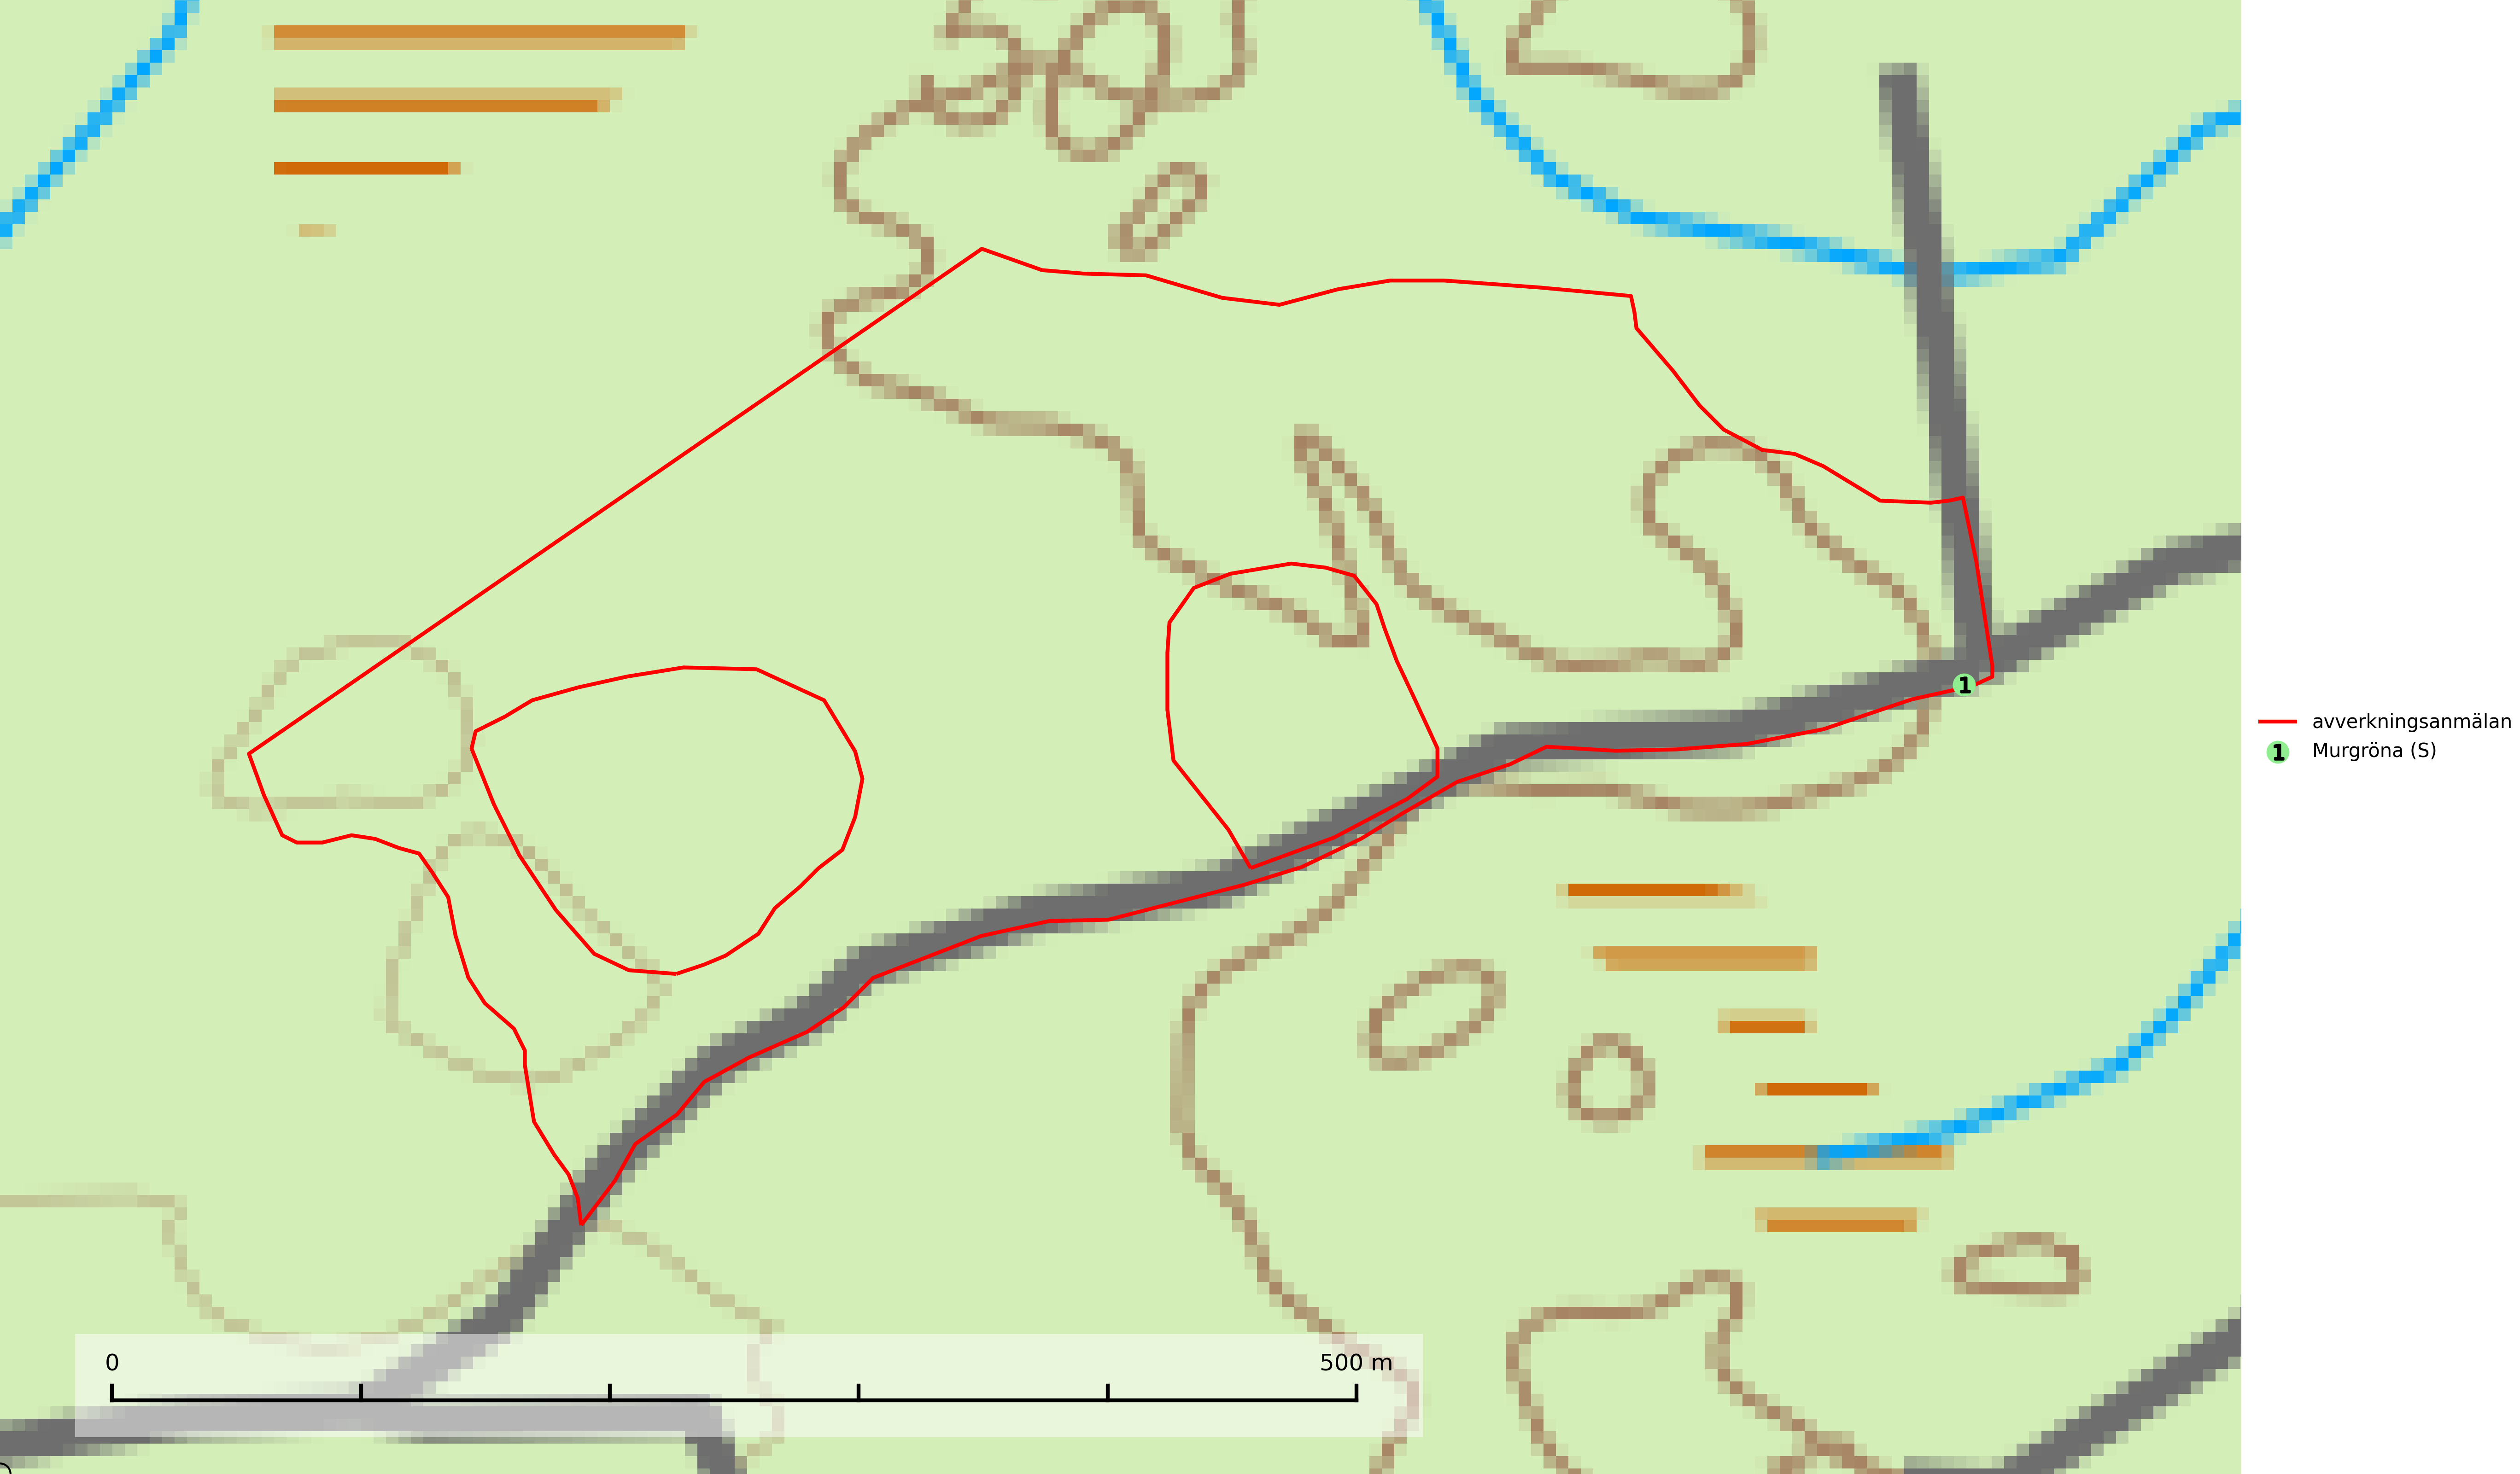 1
avverkningsanmälan
1 Murgröna (S)
0 500 m